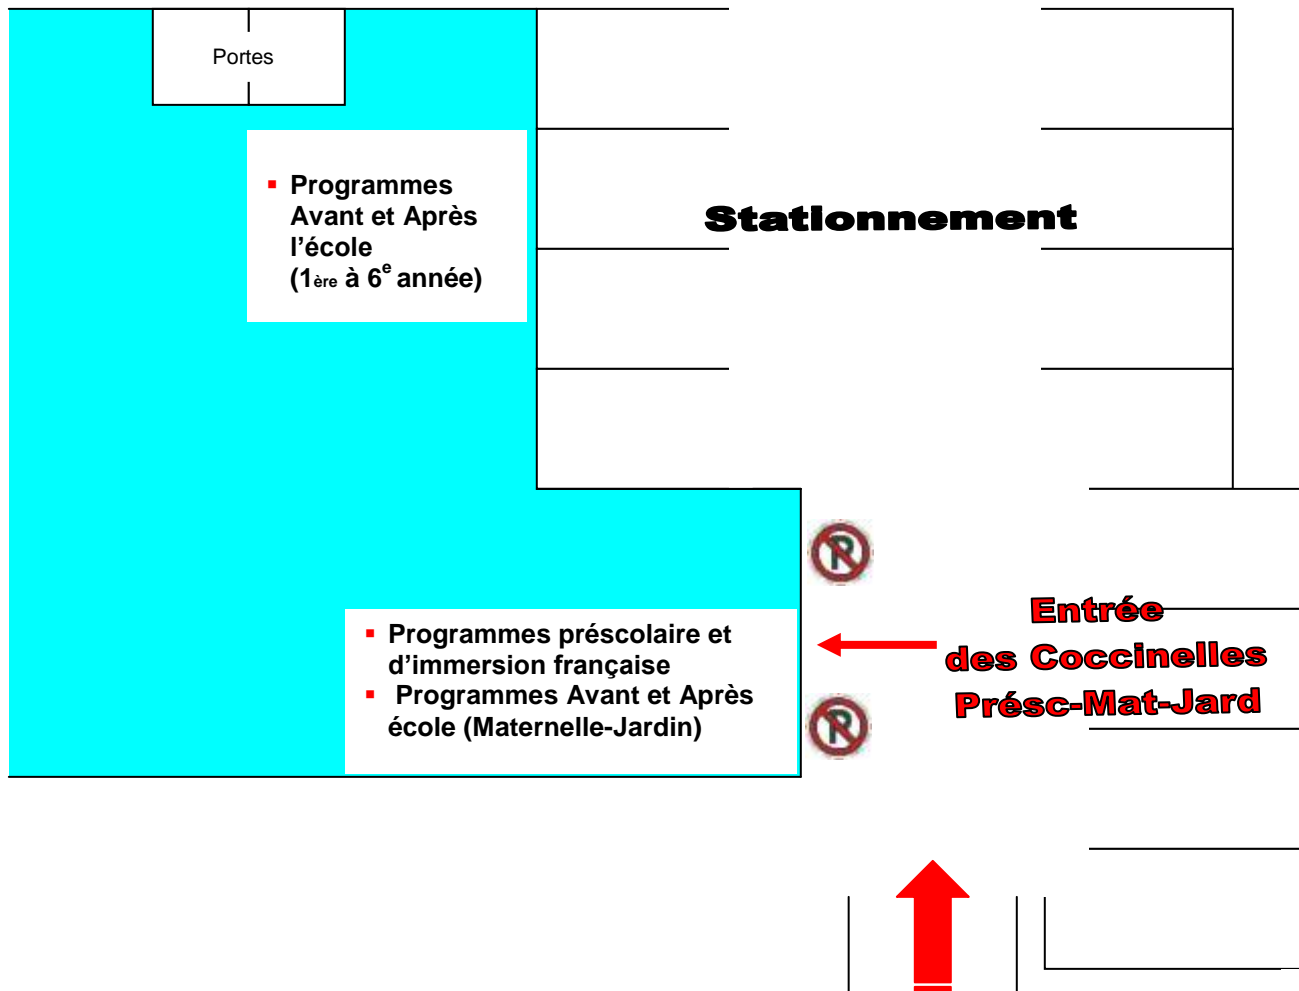 Portes
▪ Programmes
Avant et Après
l'école
(1ère à 6e année)
Stationnement
P
Entrée
des Coccinelles
Présc-Mat-Jard
▪ Programmes préscolaire et
d'immersion française
▪ Programmes Avant et Après
école (Maternelle-Jardin)
P